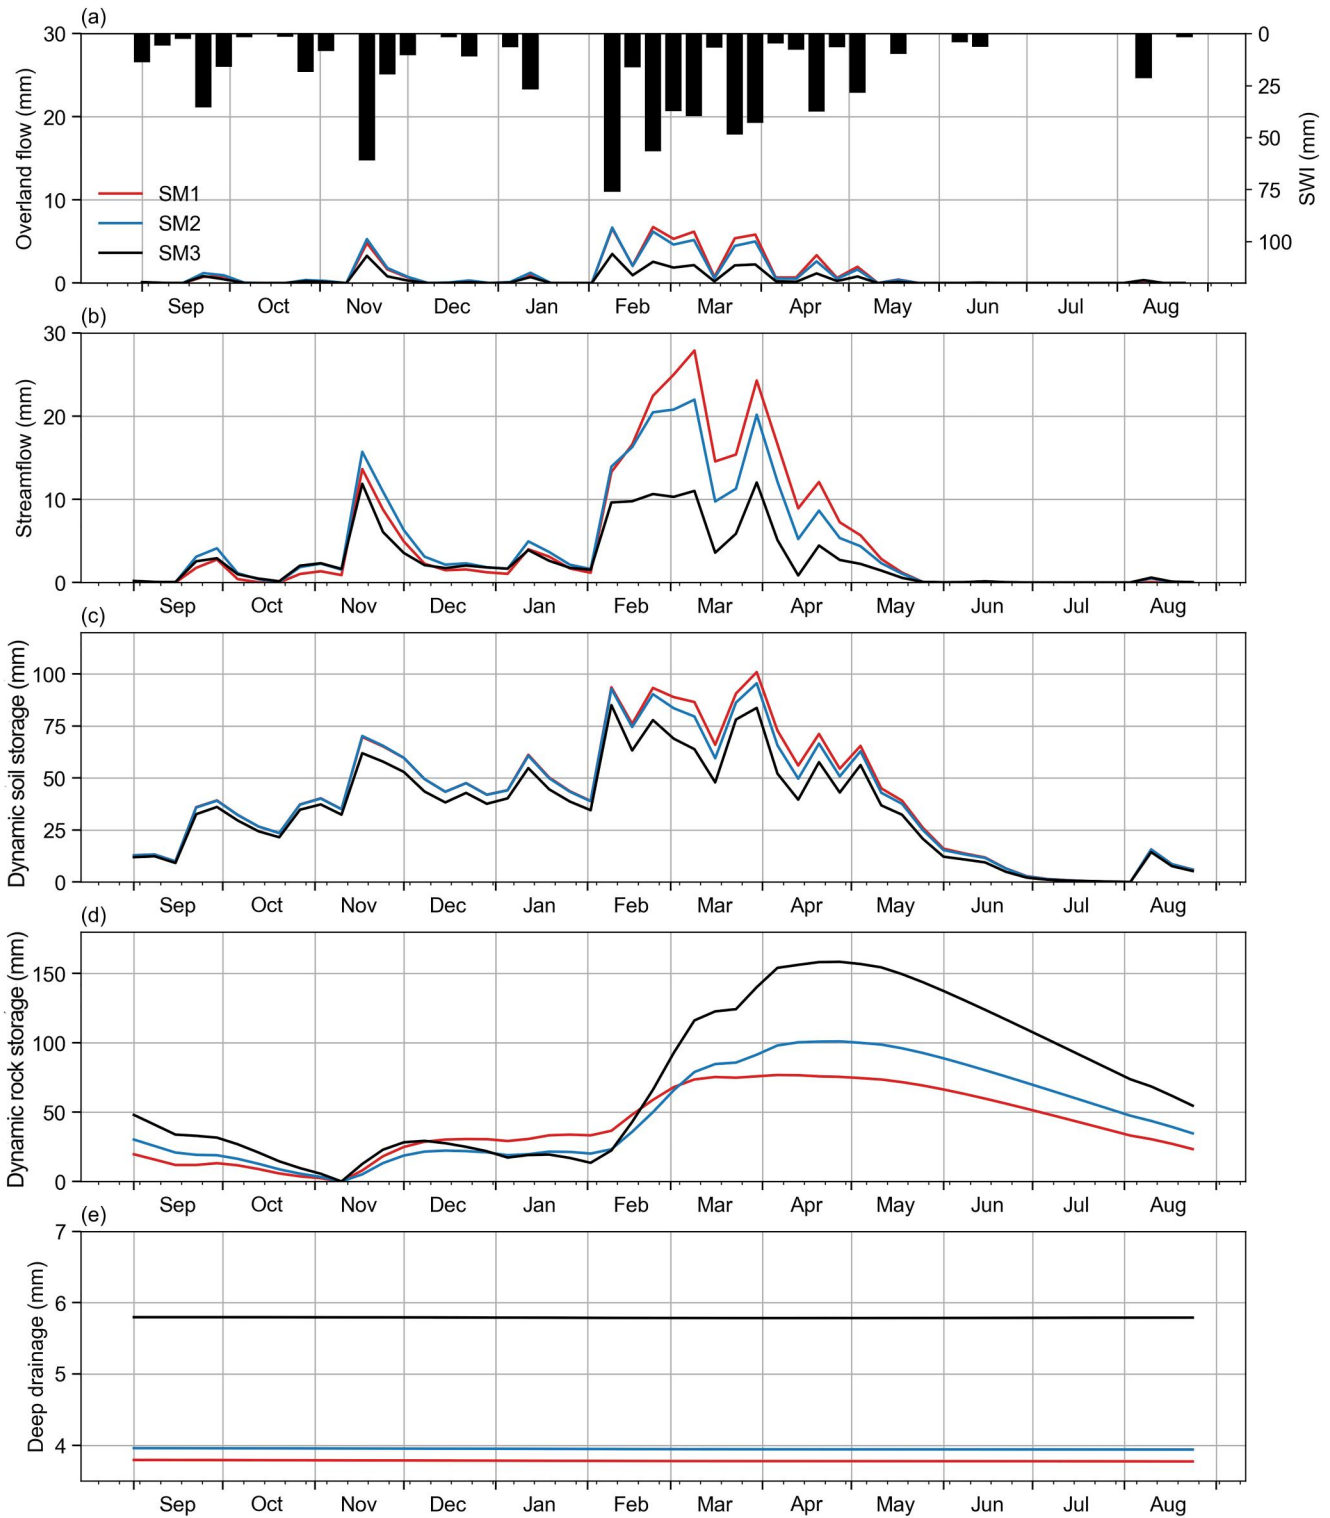 (a)
30
20
10
0
Overland flow (mm)
0
25
50
75
100
SWI (mm)
SM1
SM2
SM3
Sep Oct Nov Dec Jan Feb Mar Apr May Jun Jul Aug
(b)
30
20
10
0
Streamflow (mm)
Sep Oct Nov Dec Jan Feb Mar Apr May Jun Jul Aug
(c)
100
75
50
25
0
Dynamic soil storage (mm)
Sep Oct Nov Dec Jan Feb Mar Apr May Jun Jul Aug
(d)
150
100
50
0
Dynamic rock storage (mm)
Sep Oct Nov Dec Jan Feb Mar Apr May Jun Jul Aug
(e)
7
6
5
4
Deep drainage (mm)
Sep Oct Nov Dec Jan Feb Mar Apr May Jun Jul Aug